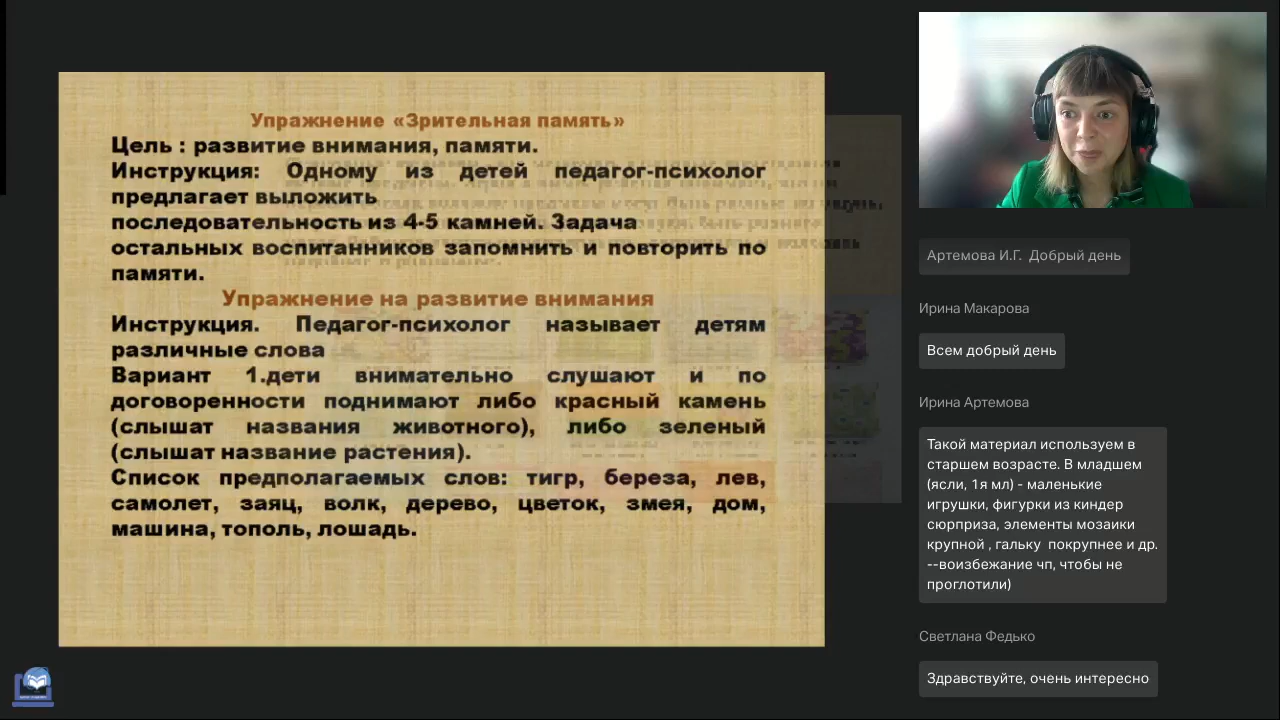 Упражнение «Зрительная память»
Цель : развитие внимания, памяти.
Инструкция: Одному из детей педагог-психолог
предлагает выложить
последовательность из 4-5 камней. Задача
остальных воспитанников запомнить и повторить по
памяти.
Упражнение на развитие внимания
Инструкция. Педагог-психолог называет детям
различные слова
Вариант 1.дети внимательно слушают и по
договоренности поднимают либо красный камень
(слышат названия животного), либо зеленый
(слышат название растения).
Список предполагаемых слов: тигр, береза, лев,
самолет, заяц, волк, дерево, цветок, змея, дом,
машина, тополь, лошадь.
Артемова И.Г. Добрый день
Ирина Макарова
Всем добрый день
Ирина Артемова
Такой материал используем в
старшем возрасте. В младшем
(ясли, 1я мл) - маленькие
игрушки, фигурки из киндер
сюрприза, элементы мозаики
крупной , гальку покрупнее и др.
--воизбежание чп, чтобы не
проглотили)
Светлана Федько
Здравствуйте, очень интересно